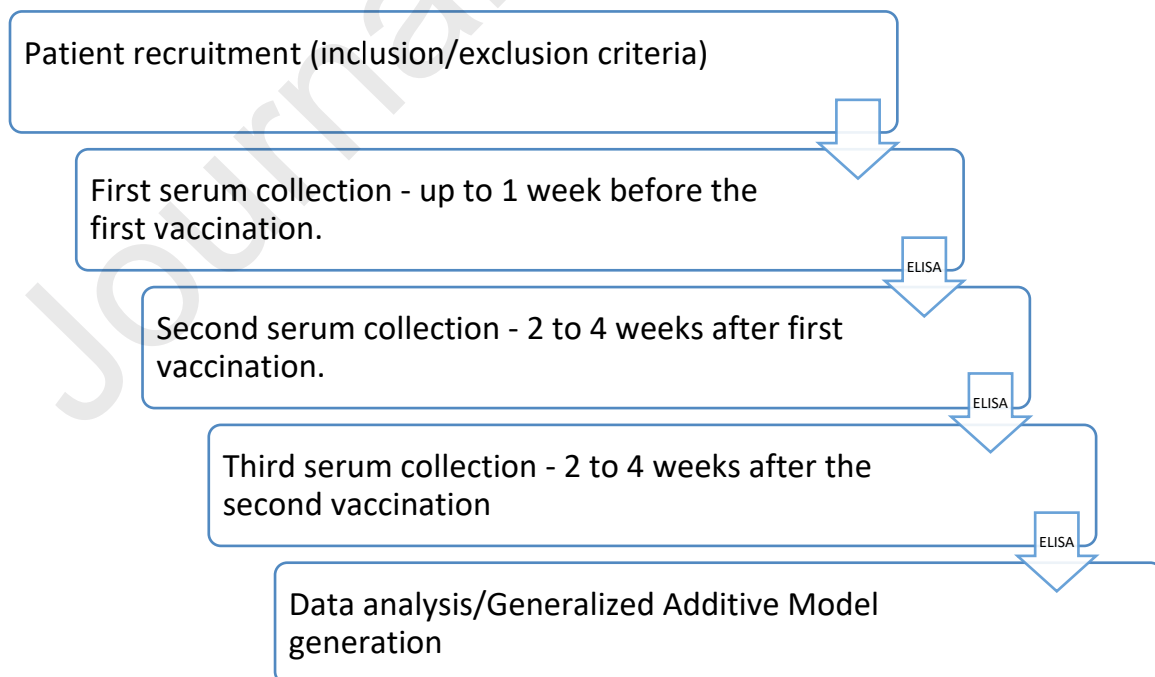 Patient recruitment (inclusion/exclusion criteria)
First serum collection - up to 1 week before the
first vaccination.
ELISA
Second serum collection - 2 to 4 weeks after first
vaccination.
ELISA
Third serum collection - 2 to 4 weeks after the
second vaccination
ELISA
Data analysis/Generalized Additive Model
generation
Journal